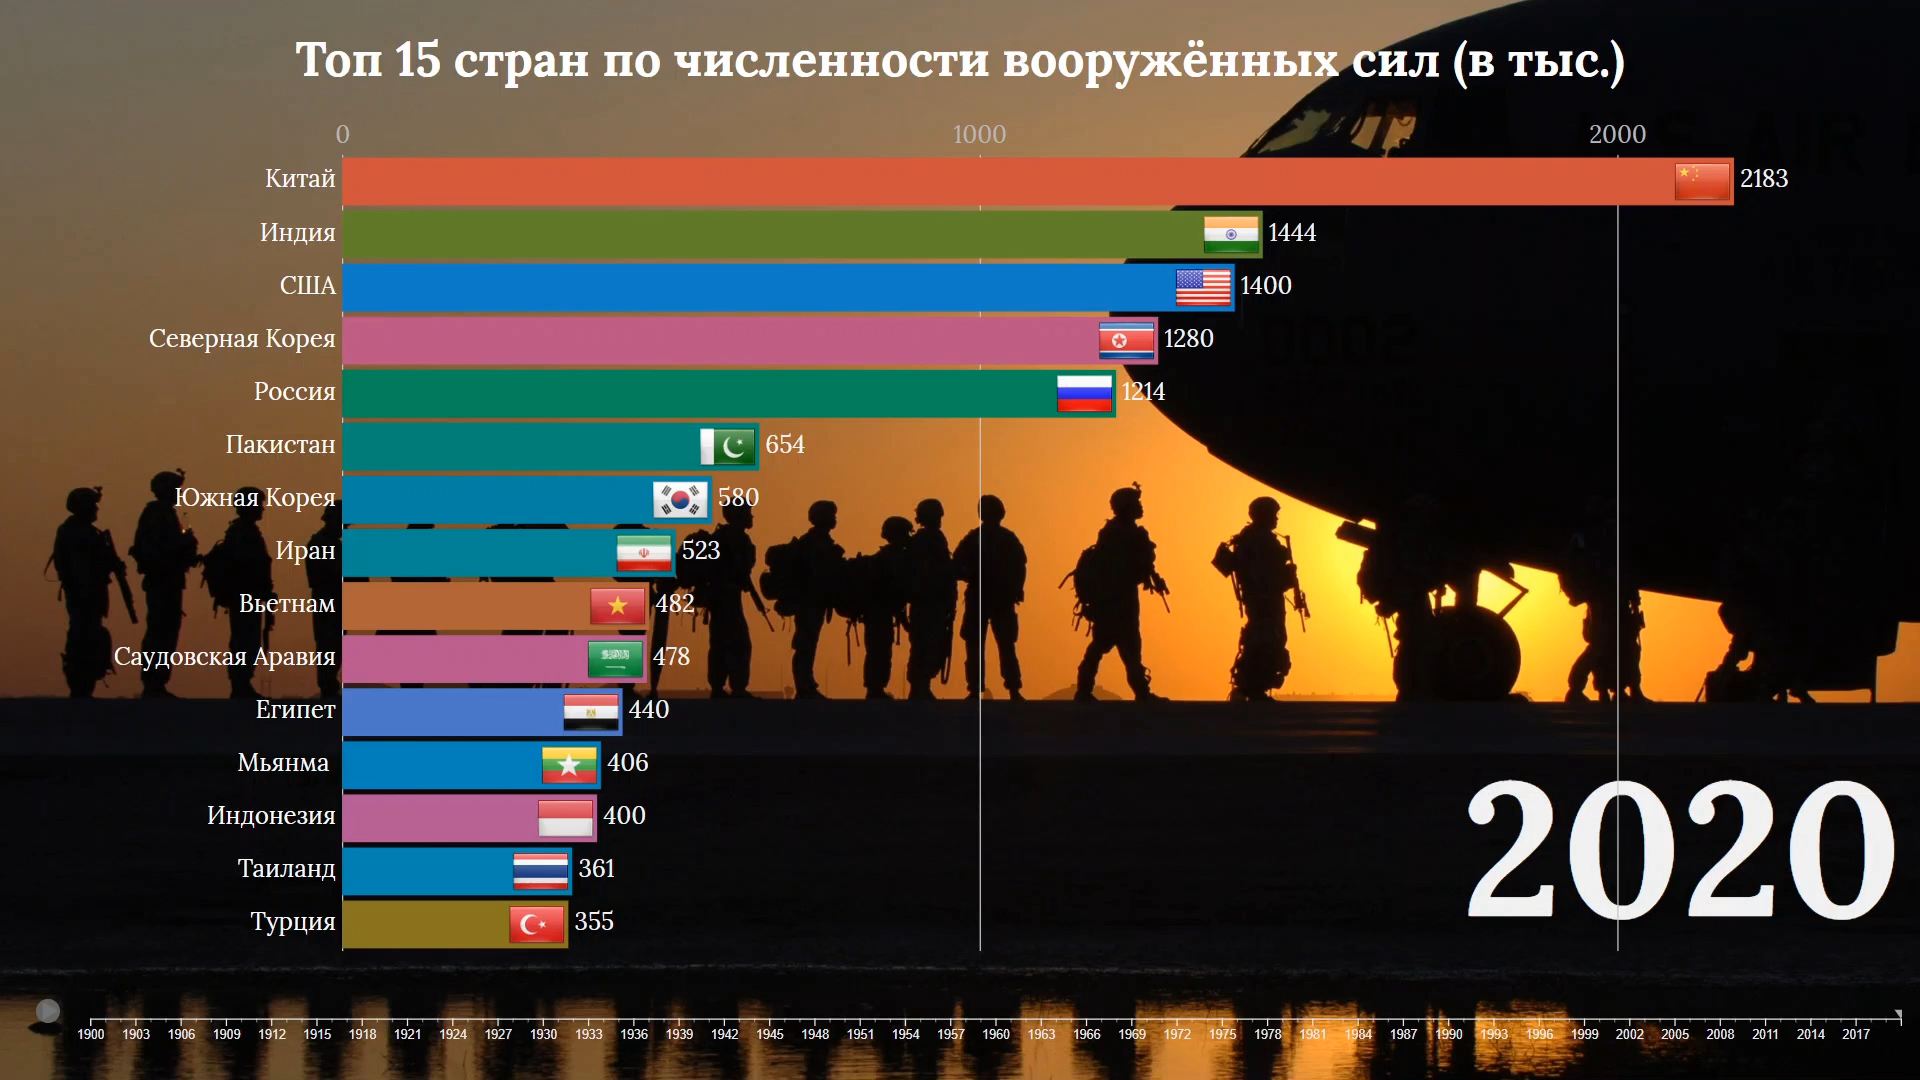 Топ 15 стран по численности вооружённых сил (в тыс.)
0 1000 2000
Китай 2183
Индия 1444
США 1400
Северная Корея 1280
Россия 1214
Пакистан 654
Южная Корея 580
Иран 523
Вьетнам 482
Саудовская Аравия 478
Египет 440
Мьянма 406
Индонезия 400
Таиланд 361
Турция 355
2020
1900 1903 1906 1909 1912 1915 1918 1921 1924 1927 1930 1933 1936 1939 1942 1945 1948 1951 1954 1957 1960 1963 1966 1969 1972 1975 1978 1981 1984 1987 1990 1993 1996 1999 2002 2005 2008 2011 2014 2017